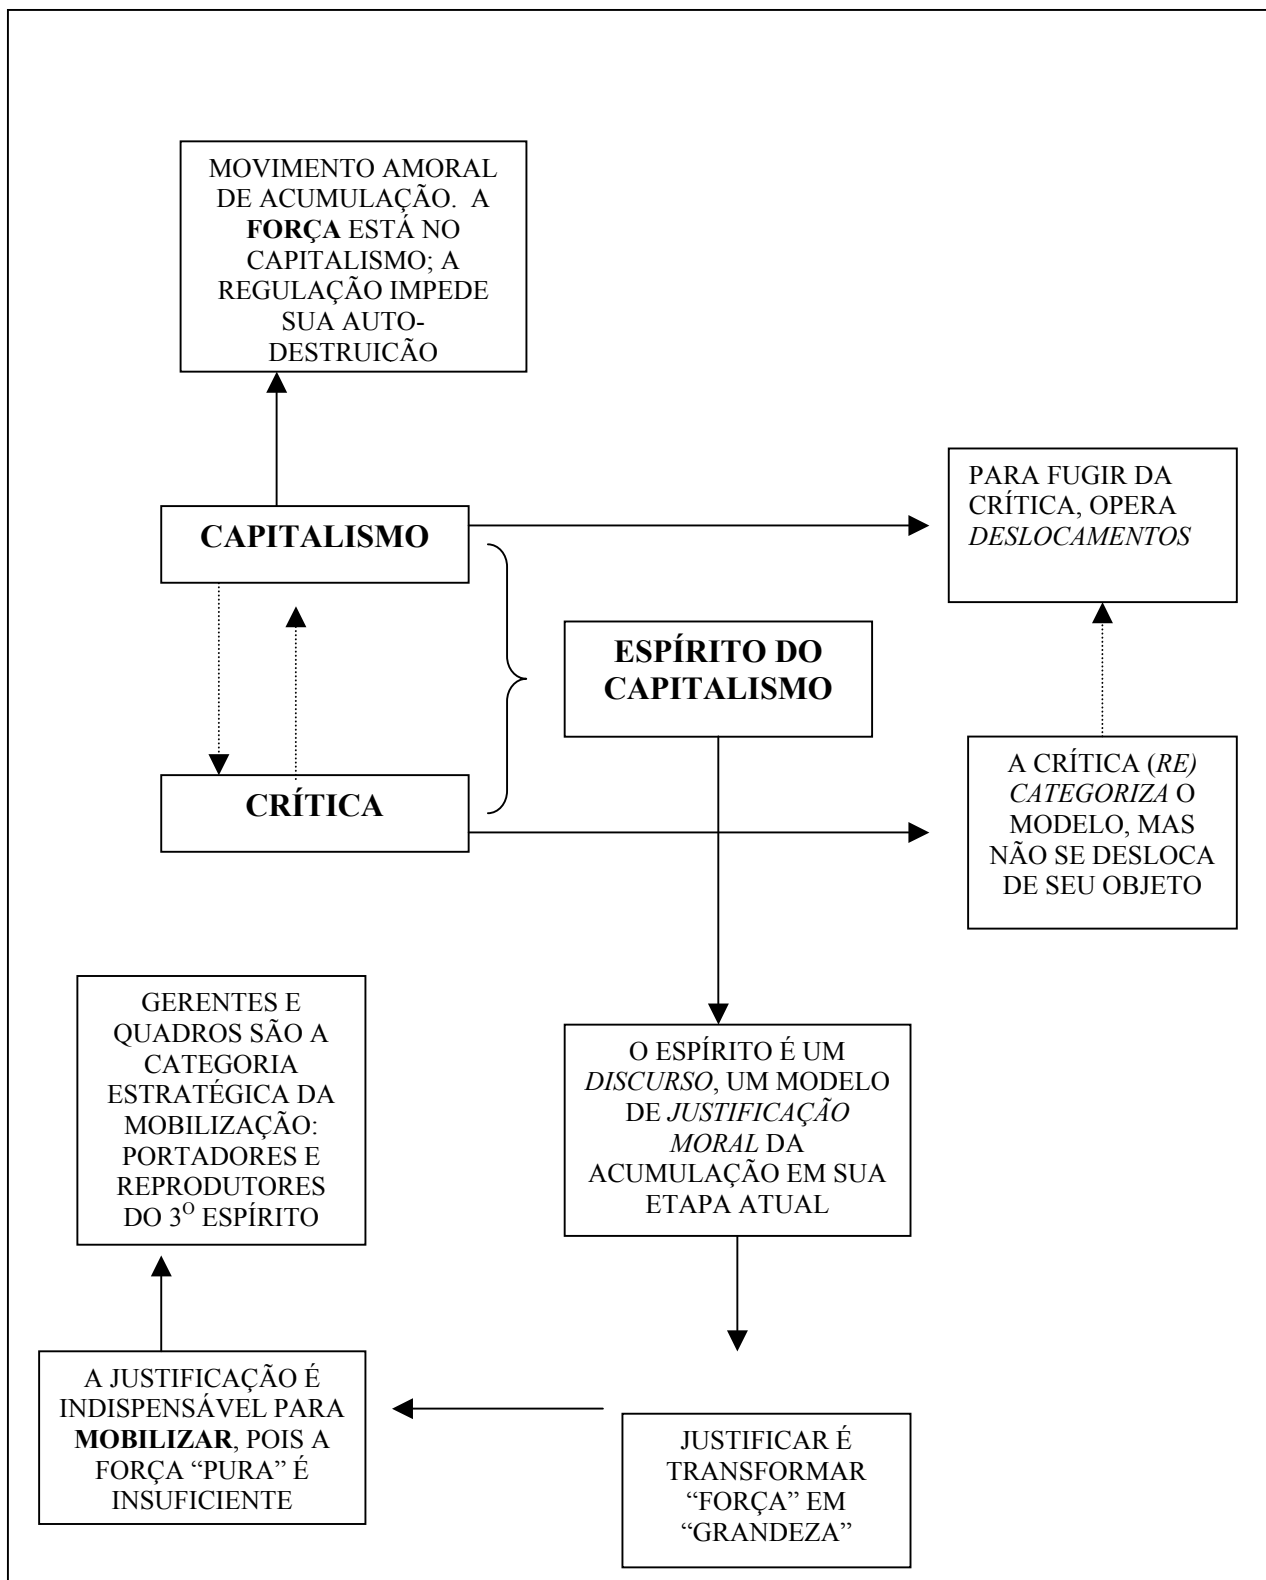 MOVIMENTO AMORAL
DE ACUMULAÇÃO.  A
FORÇA ESTÁ NO
CAPITALISMO; A
REGULAÇÃO IMPEDE
SUA AUTO-
DESTRUICÃO
PARA FUGIR DA
CRÍTICA, OPERA
DESLOCAMENTOS
CAPITALISMO
ESPÍRITO DO
CAPITALISMO
CRÍTICA
A CRÍTICA (RE)
CATEGORIZA O
MODELO, MAS
NÃO SE DESLOCA
DE SEU OBJETO
GERENTES E
QUADROS SÃO A
CATEGORIA
ESTRATÉGICA DA
MOBILIZAÇÃO:
PORTADORES E
REPRODUTORES
DO 3O ESPÍRITO
O ESPÍRITO É UM
DISCURSO, UM MODELO
DE JUSTIFICAÇÃO
MORAL DA
ACUMULAÇÃO EM SUA
ETAPA ATUAL
A JUSTIFICAÇÃO É
INDISPENSÁVEL PARA
MOBILIZAR, POIS A
FORÇA “PURA” É
INSUFICIENTE
JUSTIFICAR É
TRANSFORMAR
“FORÇA” EM
“GRANDEZA”